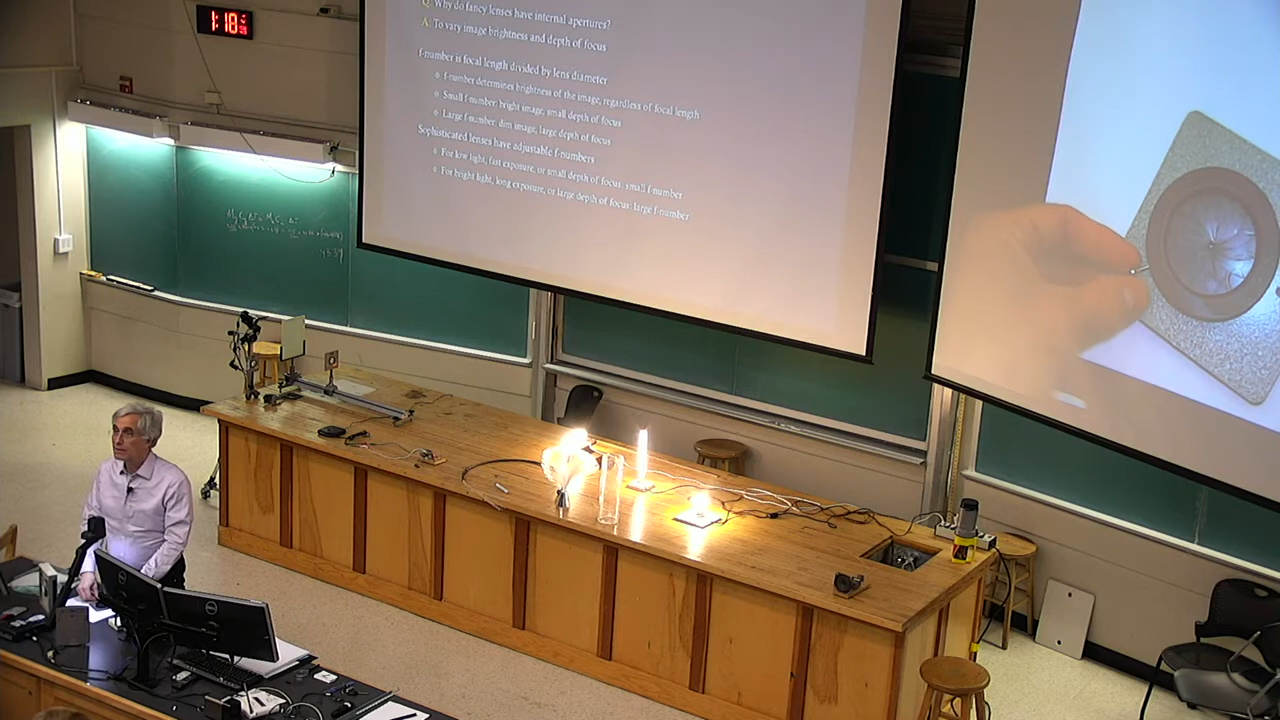 1:18
Q: Why do fancy lenses have internal apertures?
A: To vary image brightness and depth of focus
f-number is focal length divided by lens diameter
f-number determines brightness of the image, regardless of focal length
Small f-number: bright image, small depth of focus
Large f-number: dim image, large depth of focus
Sophisticated lenses have adjustable f-numbers
For low light, fast exposure, or small depth of focus: small f-number
For bright light, long exposure, or large depth of focus: large f-number
DELL
DELL